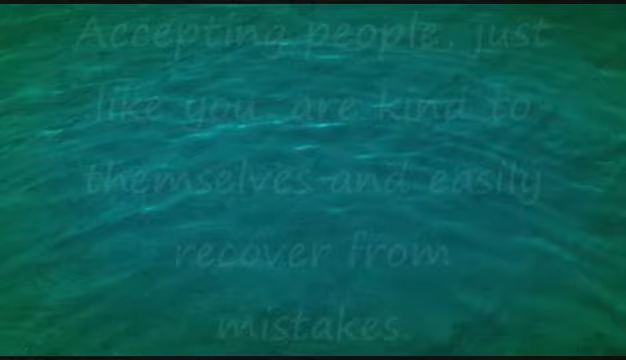 Accepting people, just
like you, are kind to
themselves and easily
recover from
mistakes.